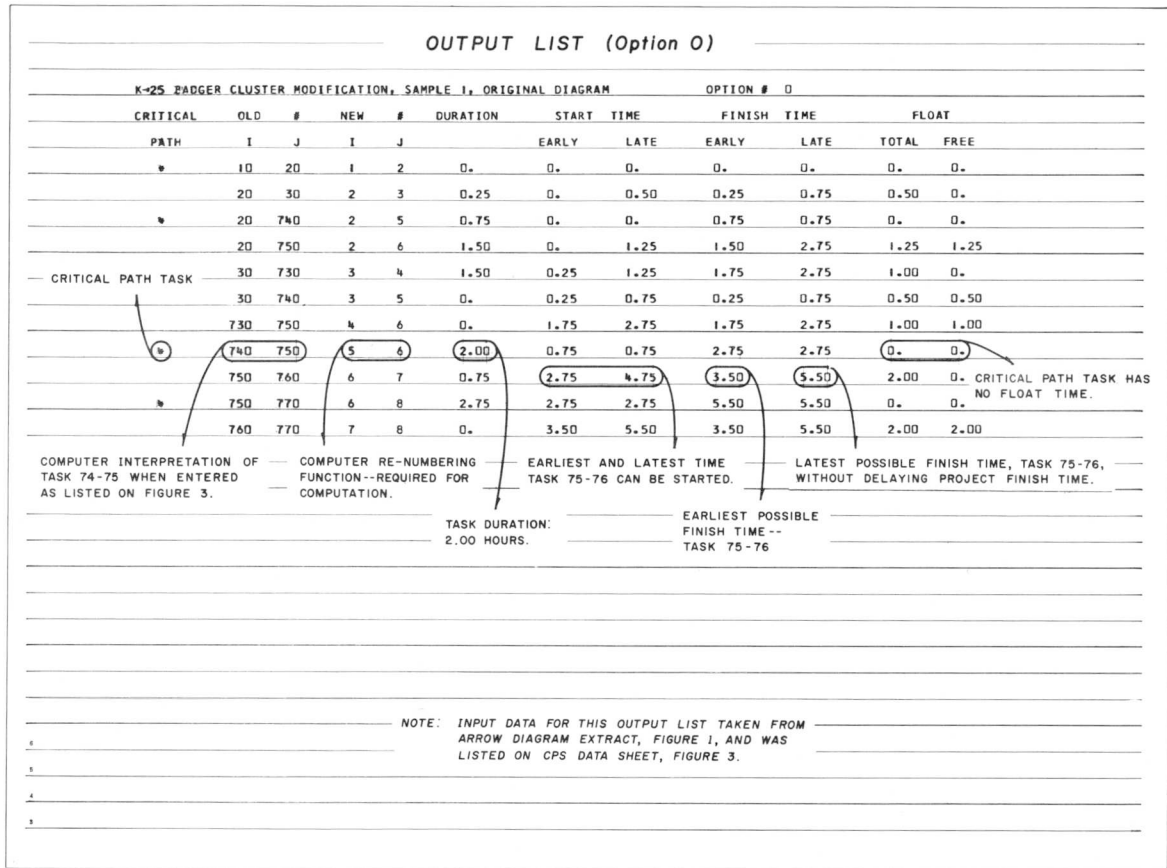 OUTPUT LIST (Option O)
K-25 BADGER CLUSTER MODIFICATION, SAMPLE 1, ORIGINAL DIAGRAM OPTION # 0
CRITICAL OLD # NEW # DURATION START TIME FINISH TIME FLOAT
PATH I J I J EARLY LATE EARLY LATE TOTAL FREE
* 10 20 1 2 0. 0. 0. 0. 0. 0. 0.
20 30 2 3 0.25 0. 0.50 0.25 0.75 0.50 0.
* 20 740 2 5 0.75 0. 0. 0.75 0.75 0. 0.
20 750 2 6 1.50 0. 1.25 1.50 2.75 1.25 1.25
30 730 3 4 1.50 0.25 1.25 1.75 2.75 1.00 0.
CRITICAL PATH TASK
30 740 3 5 0. 0.25 0.75 0.25 0.75 0.50 0.50
730 750 4 6 0. 1.75 2.75 1.75 2.75 1.00 1.00
* 740 750 5 6 2.00 0.75 0.75 2.75 2.75 0. 0.
750 760 6 7 0.75 2.75 4.75 3.50 5.50 2.00 0.
CRITICAL PATH TASK HAS
NO FLOAT TIME.
* 750 770 6 8 2.75 2.75 2.75 5.50 5.50 0. 0.
760 770 7 8 0. 3.50 5.50 3.50 5.50 2.00 2.00
COMPUTER INTERPRETATION OF
TASK 74-75 WHEN ENTERED
AS LISTED ON FIGURE 3.
COMPUTER RE-NUMBERING
FUNCTION--REQUIRED FOR
COMPUTATION.
EARLIEST AND LATEST TIME
TASK 75-76 CAN BE STARTED.
LATEST POSSIBLE FINISH TIME, TASK 75-76,
WITHOUT DELAYING PROJECT FINISH TIME.
TASK DURATION:
2.00 HOURS.
EARLIEST POSSIBLE
FINISH TIME--
TASK 75-76
NOTE: INPUT DATA FOR THIS OUTPUT LIST TAKEN FROM
ARROW DIAGRAM EXTRACT, FIGURE 1, AND WAS
LISTED ON CPS DATA SHEET, FIGURE 3.